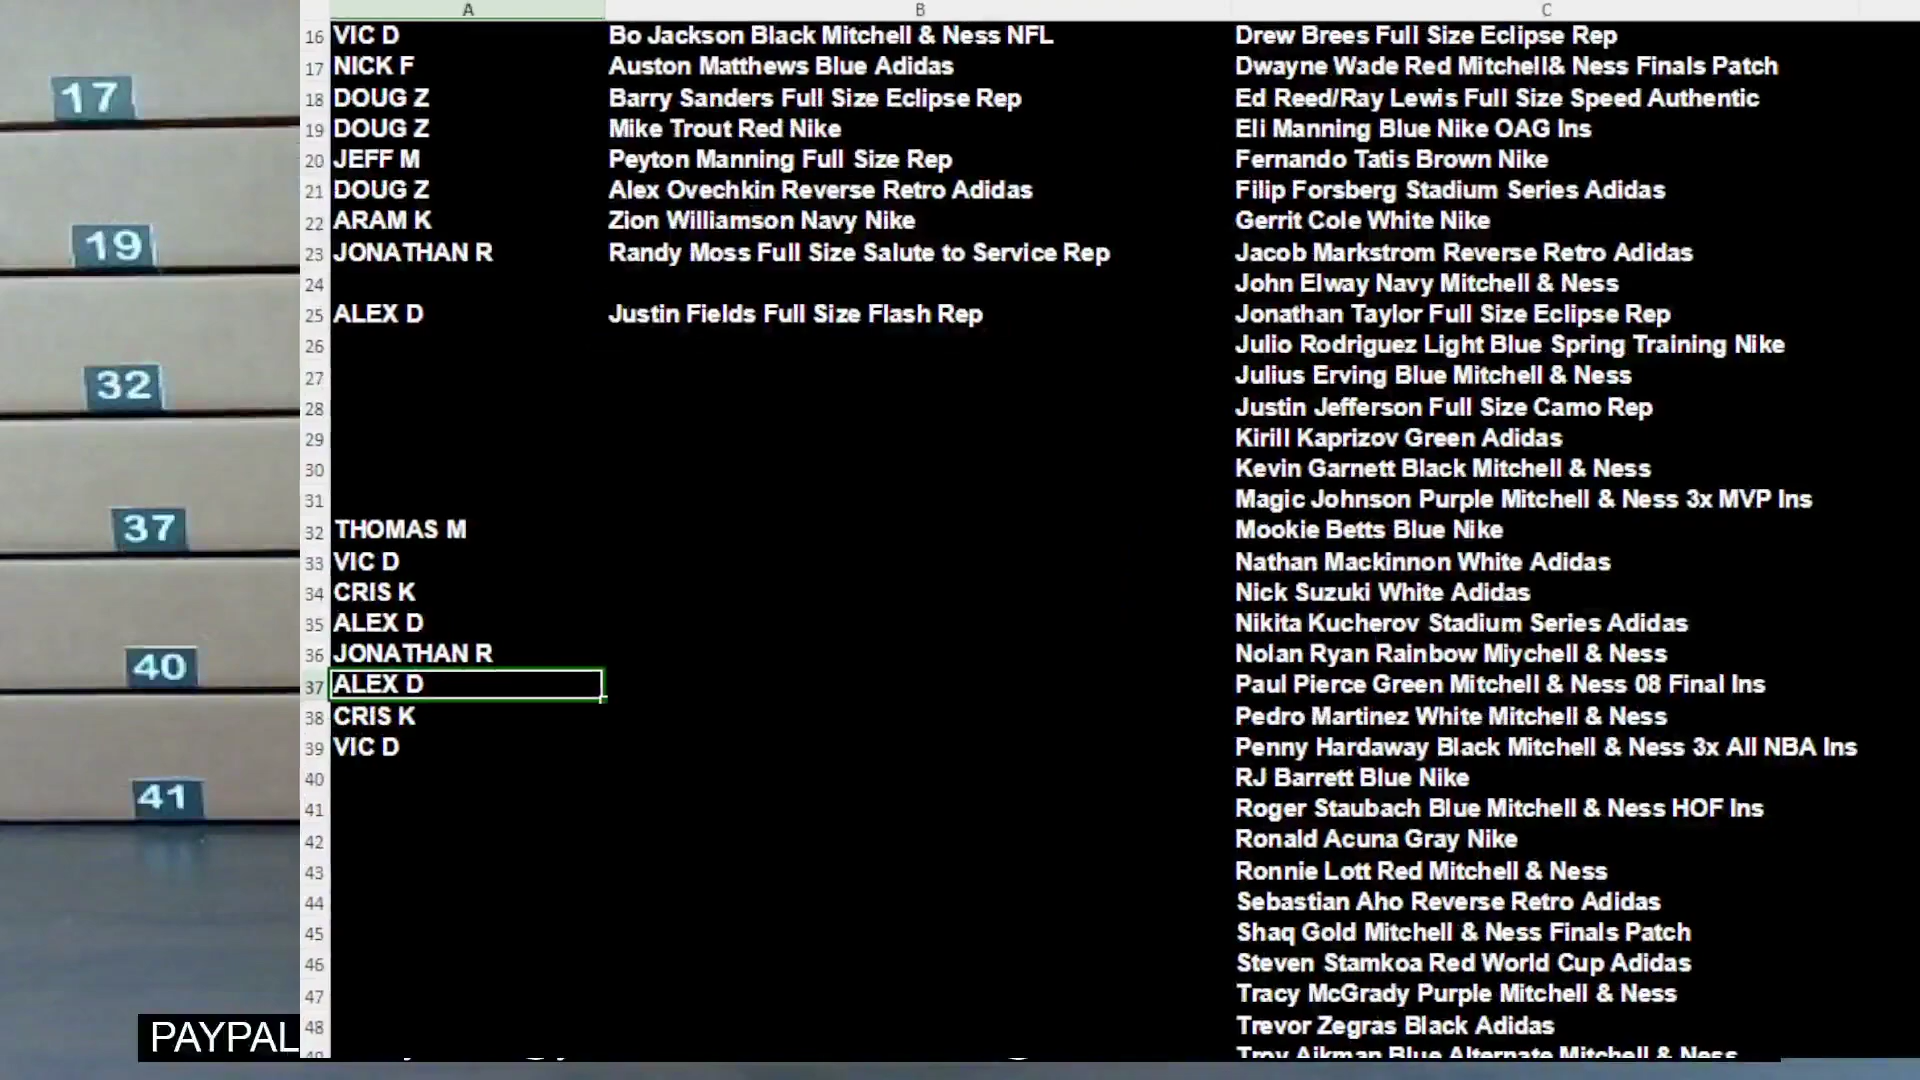 A B C
16 VIC D Bo Jackson Black Mitchell & Ness NFL Drew Brees Full Size Eclipse Rep
17 NICK F Auston Matthews Blue Adidas Dwayne Wade Red Mitchell& Ness Finals Patch
18 DOUG Z Barry Sanders Full Size Eclipse Rep Ed Reed/Ray Lewis Full Size Speed Authentic
19 DOUG Z Mike Trout Red Nike Eli Manning Blue Nike OAG Ins
20 JEFF M Peyton Manning Full Size Rep Fernando Tatis Brown Nike
21 DOUG Z Alex Ovechkin Reverse Retro Adidas Filip Forsberg Stadium Series Adidas
22 ARAM K Zion Williamson Navy Nike Gerrit Cole White Nike
23 JONATHAN R Randy Moss Full Size Salute to Service Rep Jacob Markstrom Reverse Retro Adidas
24 John Elway Navy Mitchell & Ness
25 ALEX D Justin Fields Full Size Flash Rep Jonathan Taylor Full Size Eclipse Rep
26 Julio Rodriguez Light Blue Spring Training Nike
27 Julius Erving Blue Mitchell & Ness
28 Justin Jefferson Full Size Camo Rep
29 Kirill Kaprizov Green Adidas
30 Kevin Garnett Black Mitchell & Ness
31 Magic Johnson Purple Mitchell & Ness 3x MVP Ins
32 THOMAS M Mookie Betts Blue Nike
33 VIC D Nathan Mackinnon White Adidas
34 CRIS K Nick Suzuki White Adidas
35 ALEX D Nikita Kucherov Stadium Series Adidas
36 JONATHAN R Nolan Ryan Rainbow Miychell & Ness
37 ALEX D Paul Pierce Green Mitchell & Ness 08 Final Ins
38 CRIS K Pedro Martinez White Mitchell & Ness
39 VIC D Penny Hardaway Black Mitchell & Ness 3x All NBA Ins
40 RJ Barrett Blue Nike
41 Roger Staubach Blue Mitchell & Ness HOF Ins
42 Ronald Acuna Gray Nike
43 Ronnie Lott Red Mitchell & Ness
44 Sebastian Aho Reverse Retro Adidas
45 Shaq Gold Mitchell & Ness Finals Patch
46 Steven Stamkoa Red World Cup Adidas
47 Tracy McGrady Purple Mitchell & Ness
48 Trevor Zegras Black Adidas
49 Troy Aikman Blue Alternate Mitchell & Ness
17
19
32
37
40
41
PAYPAL